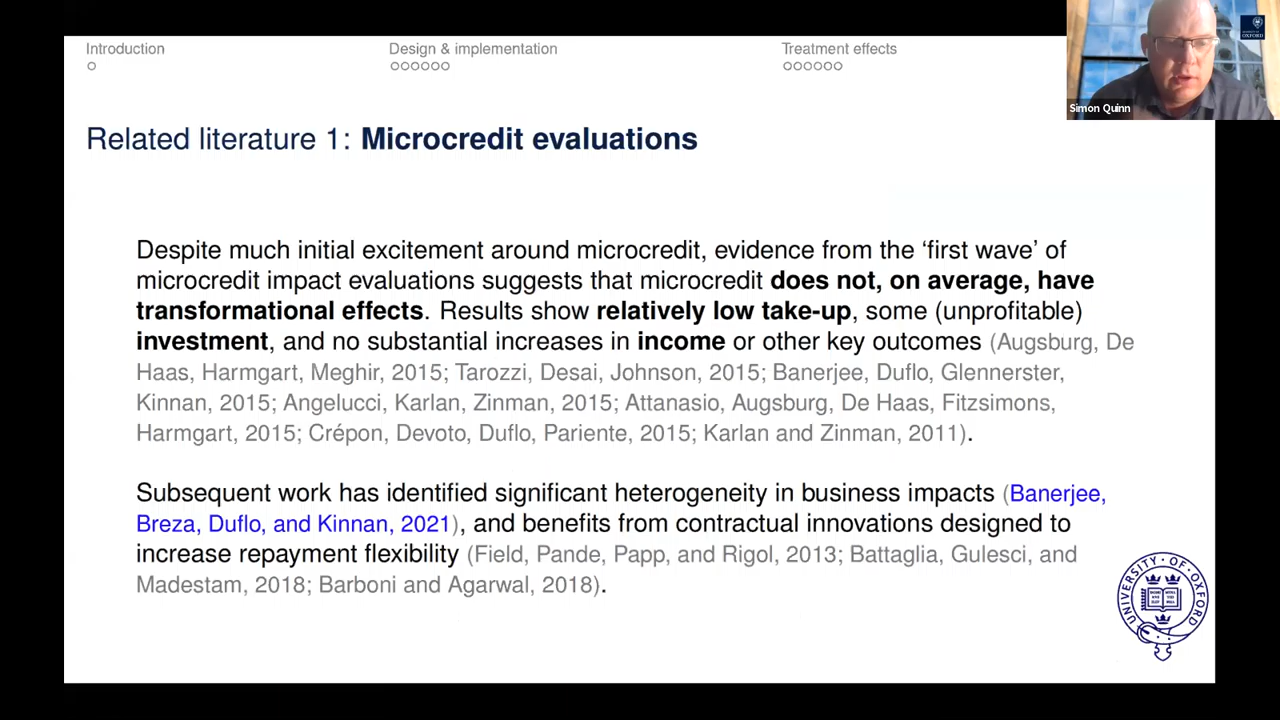 Introduction
Design & implementation
Treatment effects
UNIVERSITY OF
OXFORD
Simon Quinn
Related literature 1: Microcredit evaluations
Despite much initial excitement around microcredit, evidence from the ‘first wave’ of
microcredit impact evaluations suggests that microcredit does not, on average, have
transformational effects. Results show relatively low take-up, some (unprofitable)
investment, and no substantial increases in income or other key outcomes (Augsburg, De
Haas, Harmgart, Meghir, 2015; Tarozzi, Desai, Johnson, 2015; Banerjee, Duflo, Glennerster,
Kinnan, 2015; Angelucci, Karlan, Zinman, 2015; Attanasio, Augsburg, De Haas, Fitzsimons,
Harmgart, 2015; Crépon, Devoto, Duflo, Pariente, 2015; Karlan and Zinman, 2011).
Subsequent work has identified significant heterogeneity in business impacts (Banerjee,
Breza, Duflo, and Kinnan, 2021), and benefits from contractual innovations designed to
increase repayment flexibility (Field, Pande, Papp, and Rigol, 2013; Battaglia, Gulesci, and
Madestam, 2018; Barboni and Agarwal, 2018).
UNIVERSITY OF OXFORD